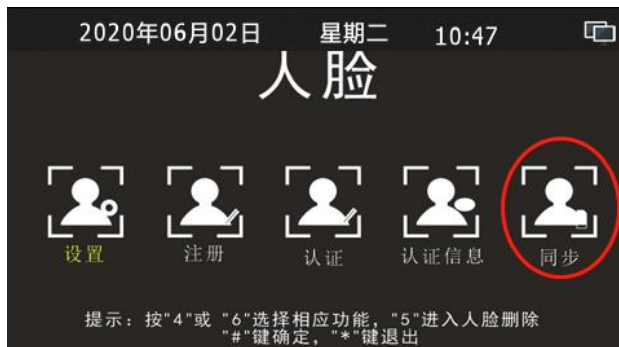 2020年06月02日 星期二 10:47
人脸
设置 注册 认证 认证信息 同步
提示：按"4"或 "6"选择相应功能，"5"进入人脸删除
"#"键确定，"*"键退出